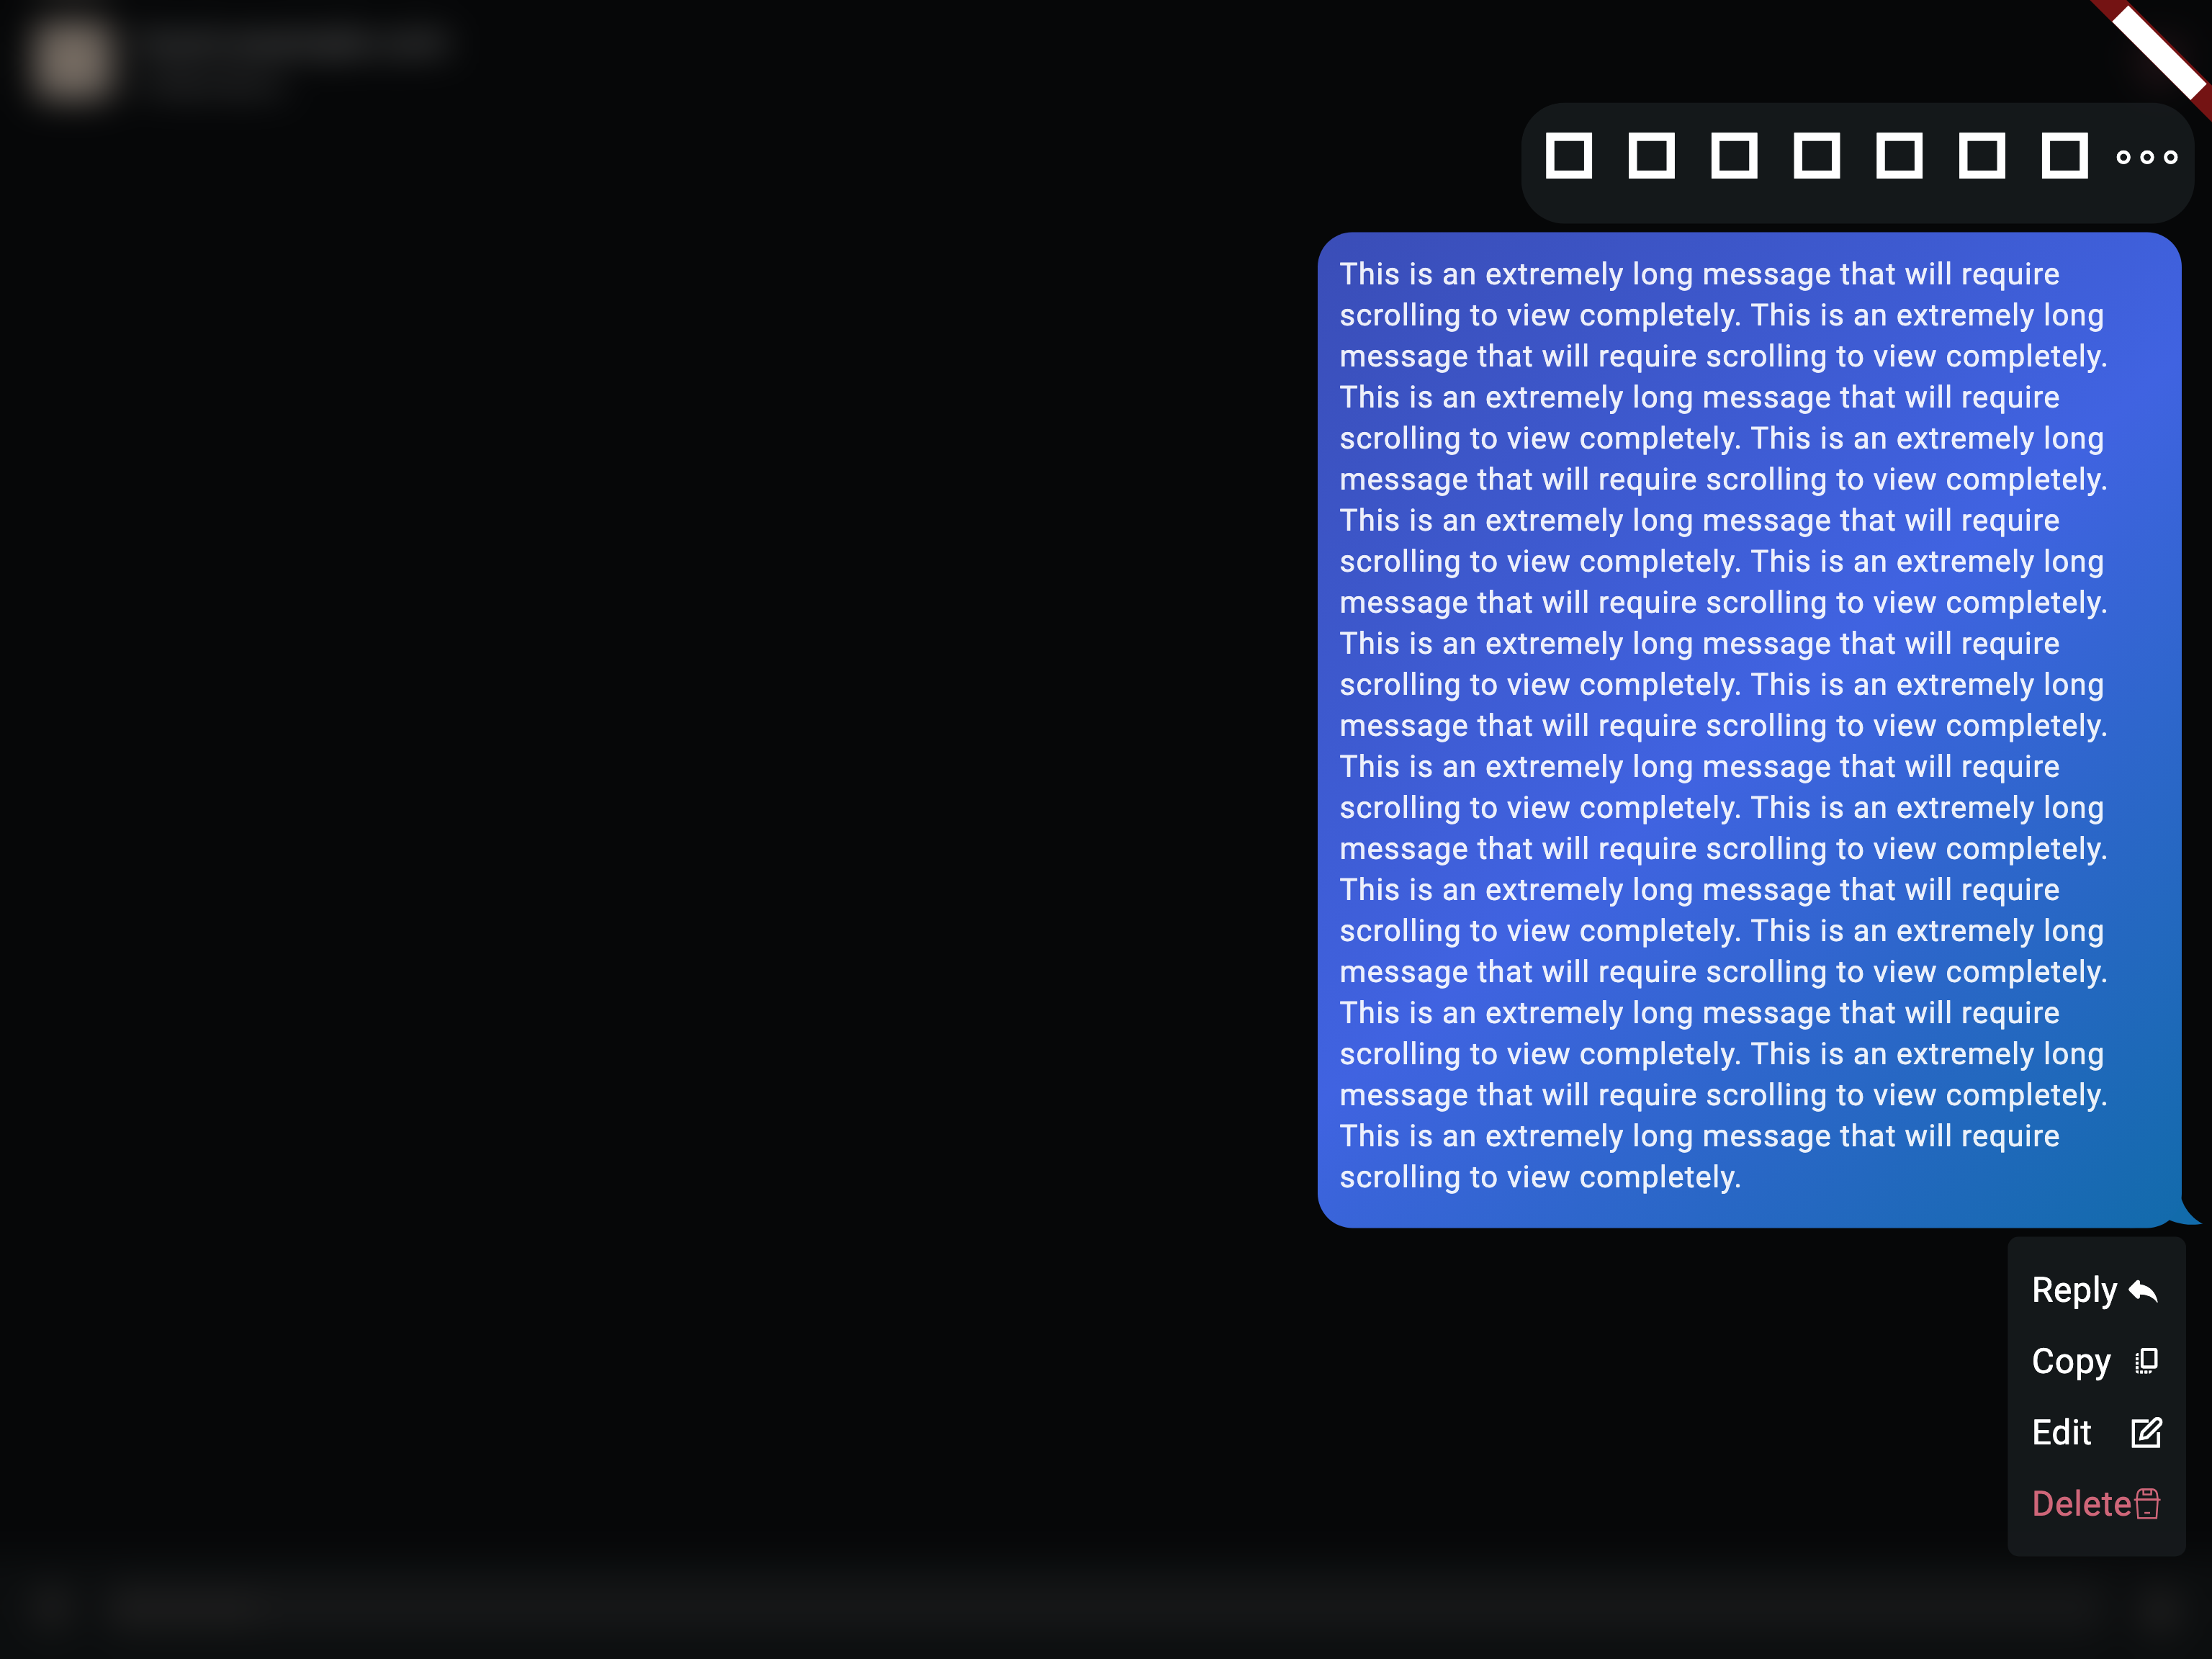 This is an extremely long message that will require
scrolling to view completely. This is an extremely long
message that will require scrolling to view completely.
This is an extremely long message that will require
scrolling to view completely. This is an extremely long
message that will require scrolling to view completely.
This is an extremely long message that will require
scrolling to view completely. This is an extremely long
message that will require scrolling to view completely.
This is an extremely long message that will require
scrolling to view completely. This is an extremely long
message that will require scrolling to view completely.
This is an extremely long message that will require
scrolling to view completely. This is an extremely long
message that will require scrolling to view completely.
This is an extremely long message that will require
scrolling to view completely. This is an extremely long
message that will require scrolling to view completely.
This is an extremely long message that will require
scrolling to view completely. This is an extremely long
message that will require scrolling to view completely.
This is an extremely long message that will require
scrolling to view completely.
Reply
Copy
Edit
Delete